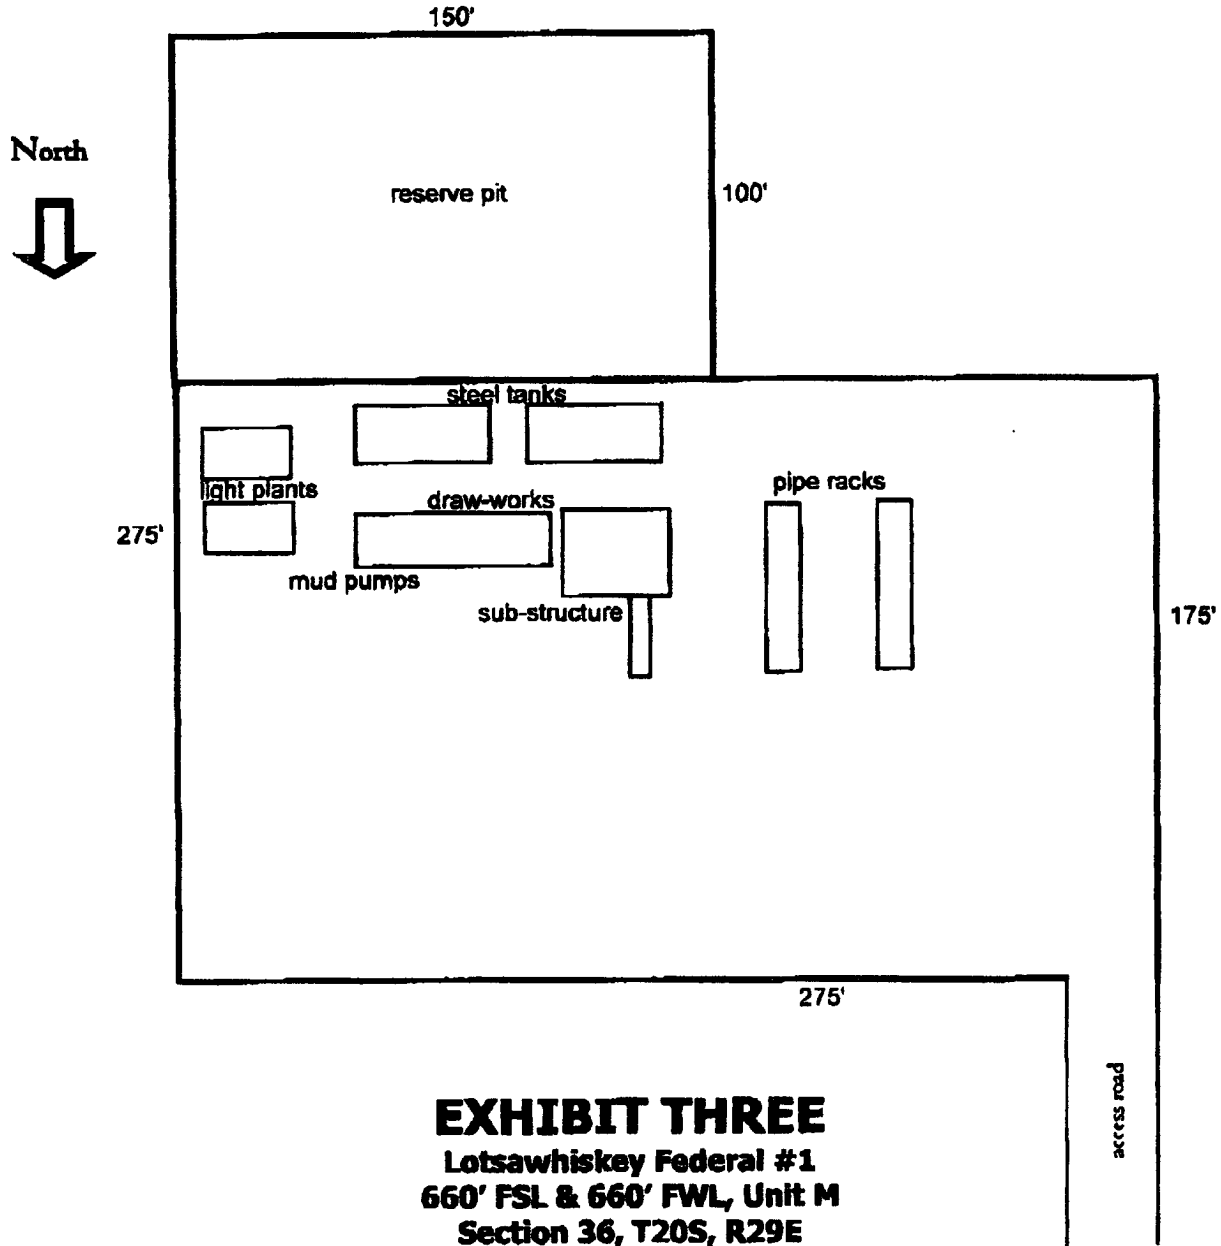 150'
North
reserve pit
100'
steel tanks
light plants
draw-works
pipe racks
275'
mud pumps
sub-structure
175'
275'
access road
EXHIBIT THREE
Lotsawhiskey Federal #1
660' FSL & 660' FWL, Unit M
Section 36, T20S, R29E